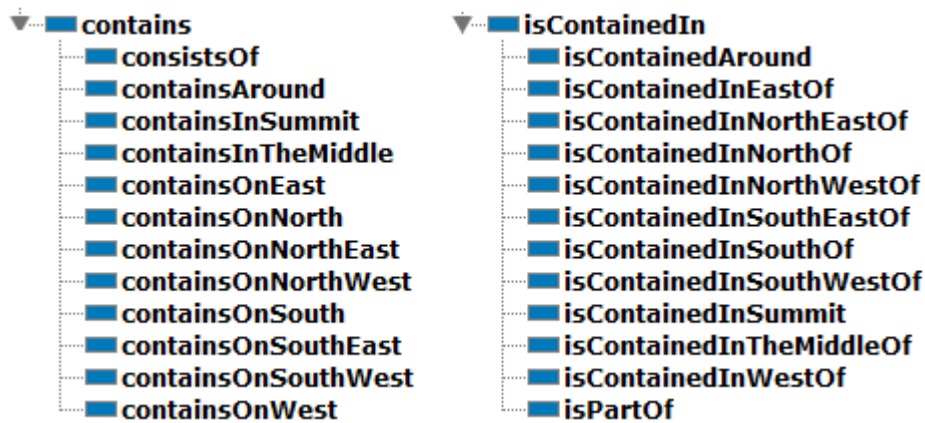 contains
consistsOf
containsAround
containsInSummit
containsInTheMiddle
containsOnEast
containsOnNorth
containsOnNorthEast
containsOnNorthWest
containsOnSouth
containsOnSouthEast
containsOnSouthWest
containsOnWest
isContainedIn
isContainedAround
isContainedInEastOf
isContainedInNorthEastOf
isContainedInNorthOf
isContainedInNorthWestOf
isContainedInSouthEastOf
isContainedInSouthOf
isContainedInSouthWestOf
isContainedInSummit
isContainedInTheMiddleOf
isContainedInWestOf
isPartOf